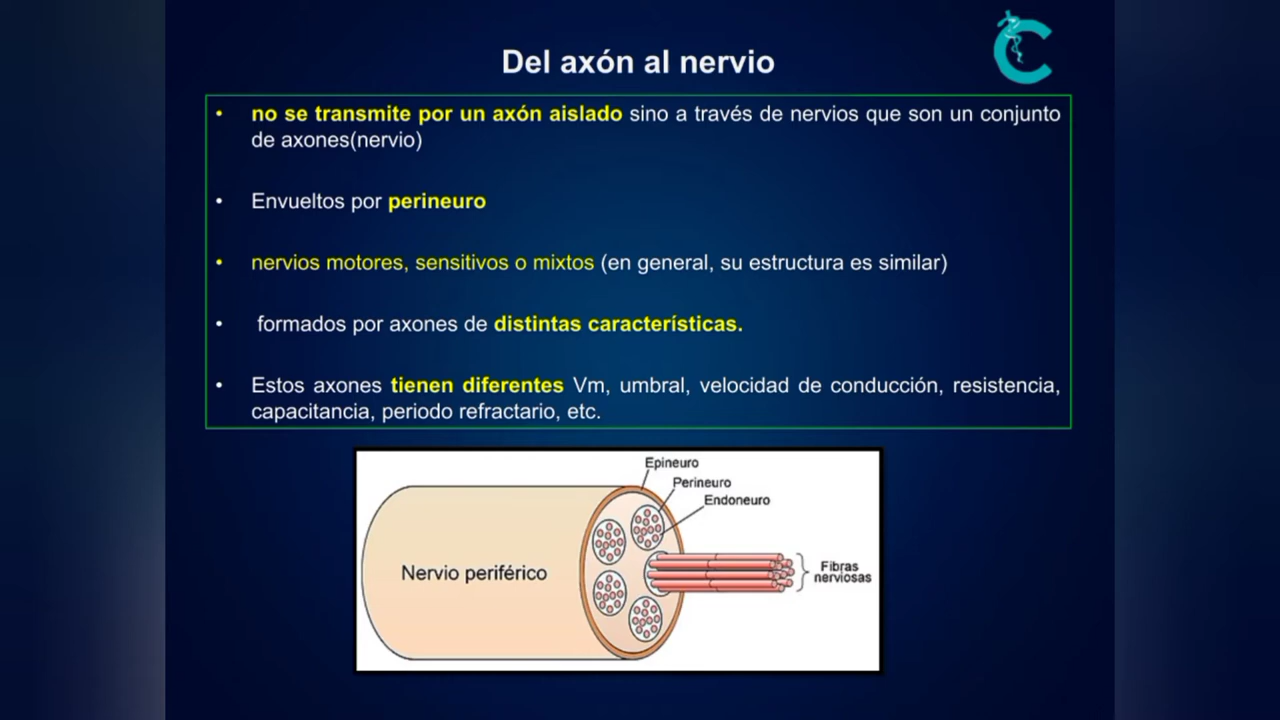 Del axón al nervio
• no se transmite por un axón aislado sino a través de nervios que son un conjunto
de axones(nervio)
• Envueltos por perineuro
• nervios motores, sensitivos o mixtos (en general, su estructura es similar)
• formados por axones de distintas características.
• Estos axones tienen diferentes Vm, umbral, velocidad de conducción, resistencia,
capacitancia, periodo refractario, etc.
Epineuro
Perineuro
Endoneuro
Nervio periférico
Fibras
nerviosas